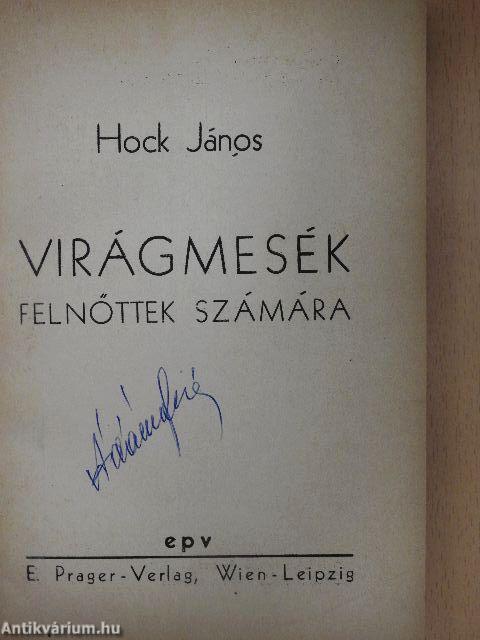 Hock János
VIRÁGMESÉK
FELNŐTTEK SZÁMÁRA
epv
E. Prager-Verlag, Wien-Leipzig
Antikvárium.hu